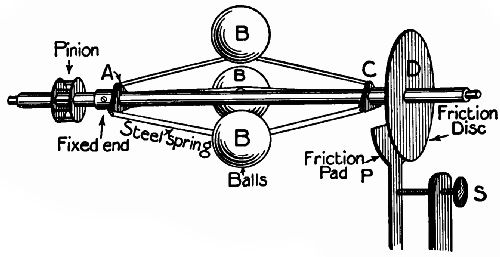 Pinion
A
B
B
B
C
D
Fixed end
Steel spring
Balls
Friction
Disc
Friction
Pad
P
S